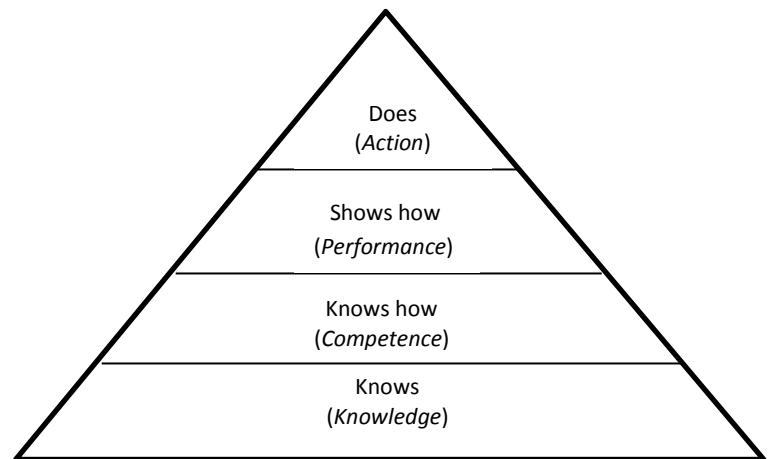 Does
(Action)
Shows how
(Performance)
Knows how
(Competence)
Knows
(Knowledge)